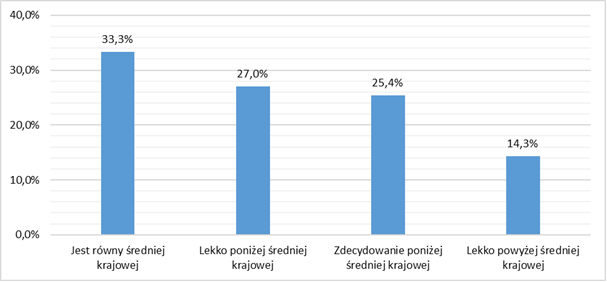 40,0%
33,3%
30,0%
27,0%
25,4%
20,0%
14,3%
10,0%
0,0%
Jest równy średniej
krajowej
Lekko poniżej średniej
krajowej
Zdecydowanie poniżej
średniej krajowej
Lekko powyżej średniej
krajowej